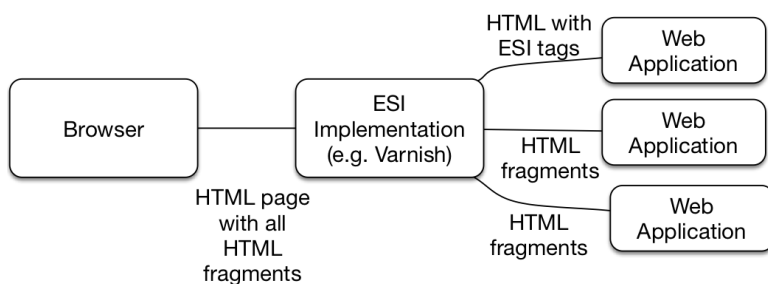 Browser
HTML page
with all
HTML
fragments
ESI
Implementation
(e.g. Varnish)
HTML with
ESI tags
Web
Application
HTML
fragments
Web
Application
HTML
fragments
Web
Application